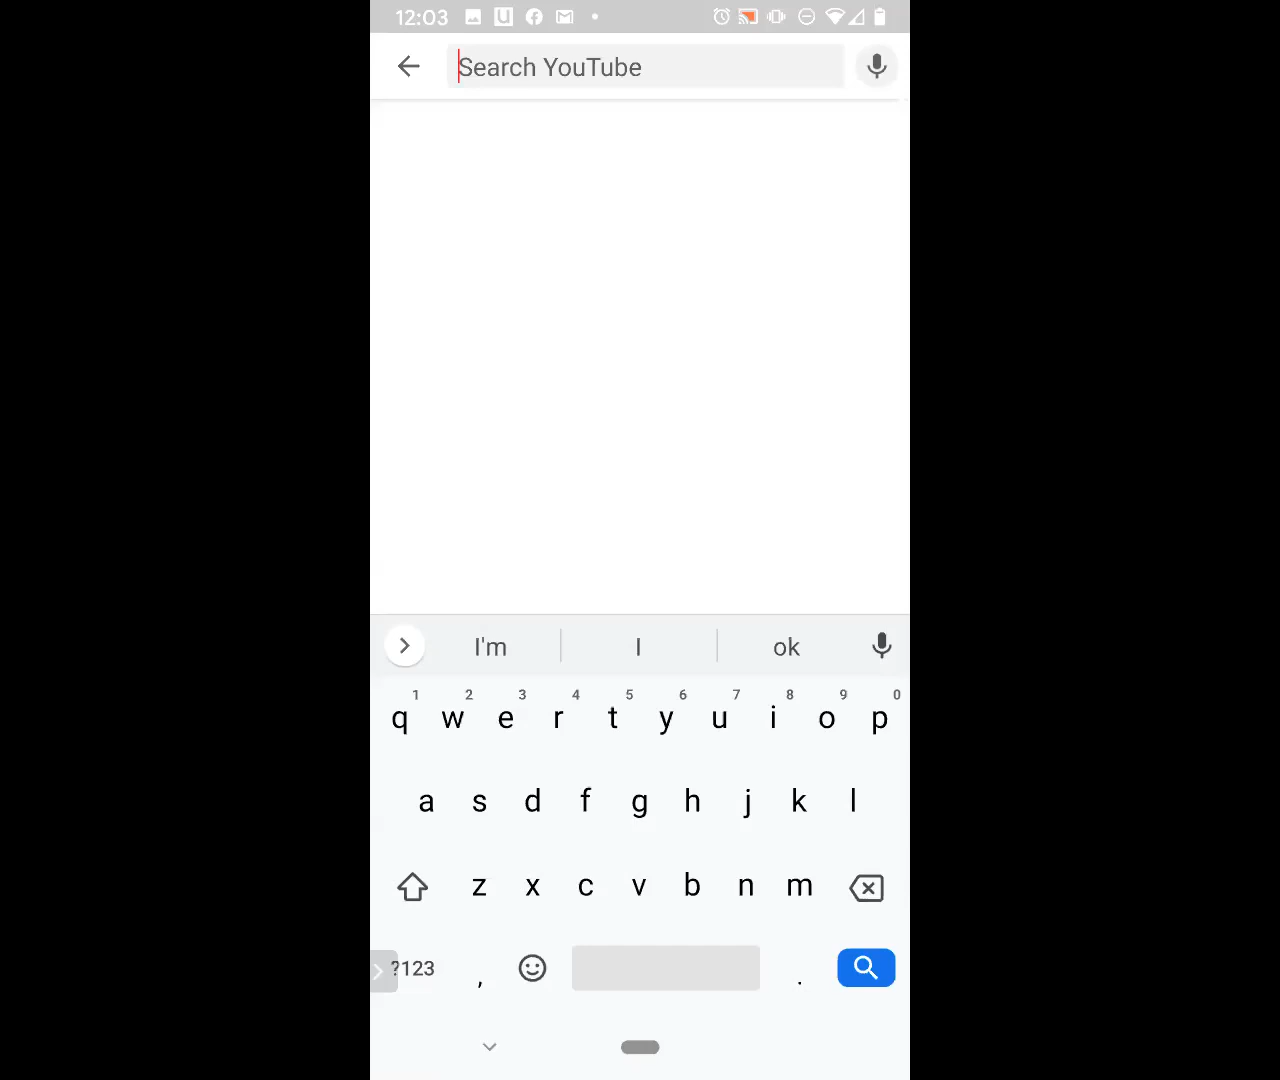 12:03
Search YouTube
I'm I ok
1 2 3 4 5 6 7 8 9 0
q w e r t y u i o p
a s d f g h j k l
z x c v b n m
?123 , .